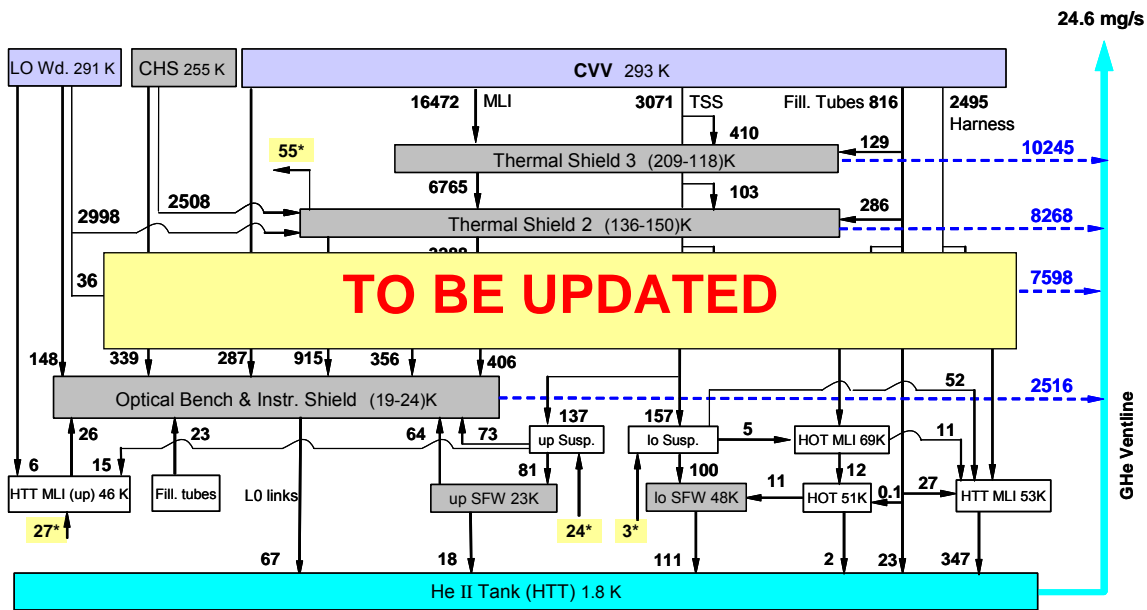 24.6 mg/s
LO Wd. 291 K
CHS 255 K
CVV 293 K
16472 MLI
3071 TSS
Fill. Tubes 816
2495
Harness
410
129
10245
55*
Thermal Shield 3 (209-118)K
6765
103
2508
286
2998
8268
Thermal Shield 2 (136-150)K
36
TO BE UPDATED
7598
148
339
287
915
356
406
52
2516
Optical Bench & Instr. Shield (19-24)K
137
157
26
23
64
73
up Susp.
lo Susp.
5
HOT MLI 69K
11
6
15
81
100
12
HTT MLI (up) 46 K
Fill. tubes
L0 links
up SFW 23K
lo SFW 48K
11
HOT 51K
0.1
27
HTT MLI 53K
27*
24*
3*
67
18
111
2
23
347
He II Tank (HTT) 1.8 K
GHe Ventline